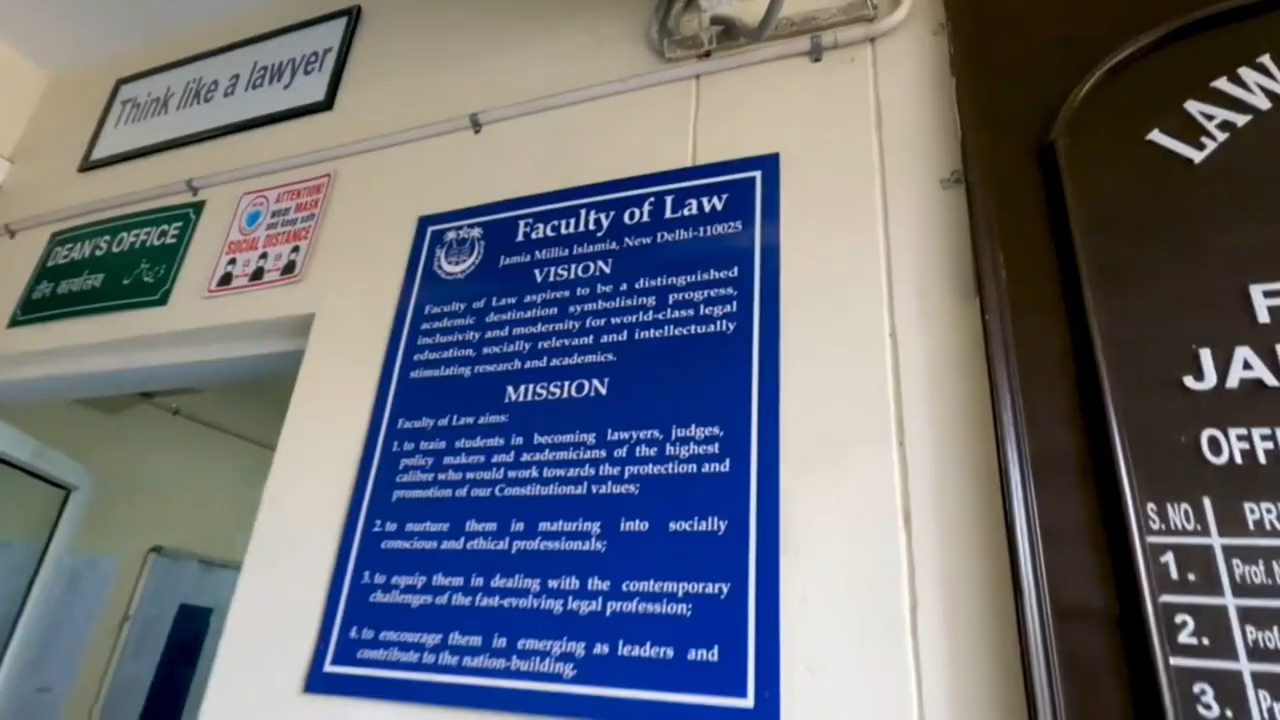 Think like a lawyer
DEAN'S OFFICE
डीन कार्यालय
ڈینس آفس
ATTENTION!
wear MASK
and keep safe
SOCIAL DISTANCE
Faculty of Law
Jamia Millia Islamia, New Delhi-110025
VISION
Faculty of Law aspires to be a distinguished
academic destination symbolising progress,
inclusivity and modernity for world-class legal
education, socially relevant and intellectually
stimulating research and academics.
MISSION
Faculty of Law aims:
1. to train students in becoming lawyers, judges,
policy makers and academicians of the highest
calibre who would work towards the protection and
promotion of our Constitutional values;
2. to nurture them in maturing into socially
conscious and ethical professionals;
3. to equip them in dealing with the contemporary
challenges of the fast-evolving legal profession;
4. to encourage them in emerging as leaders and
contribute to the nation-building.
LAW
F
JA
OFF
S. NO. PR
1. Prof.
2. Prof
3. P